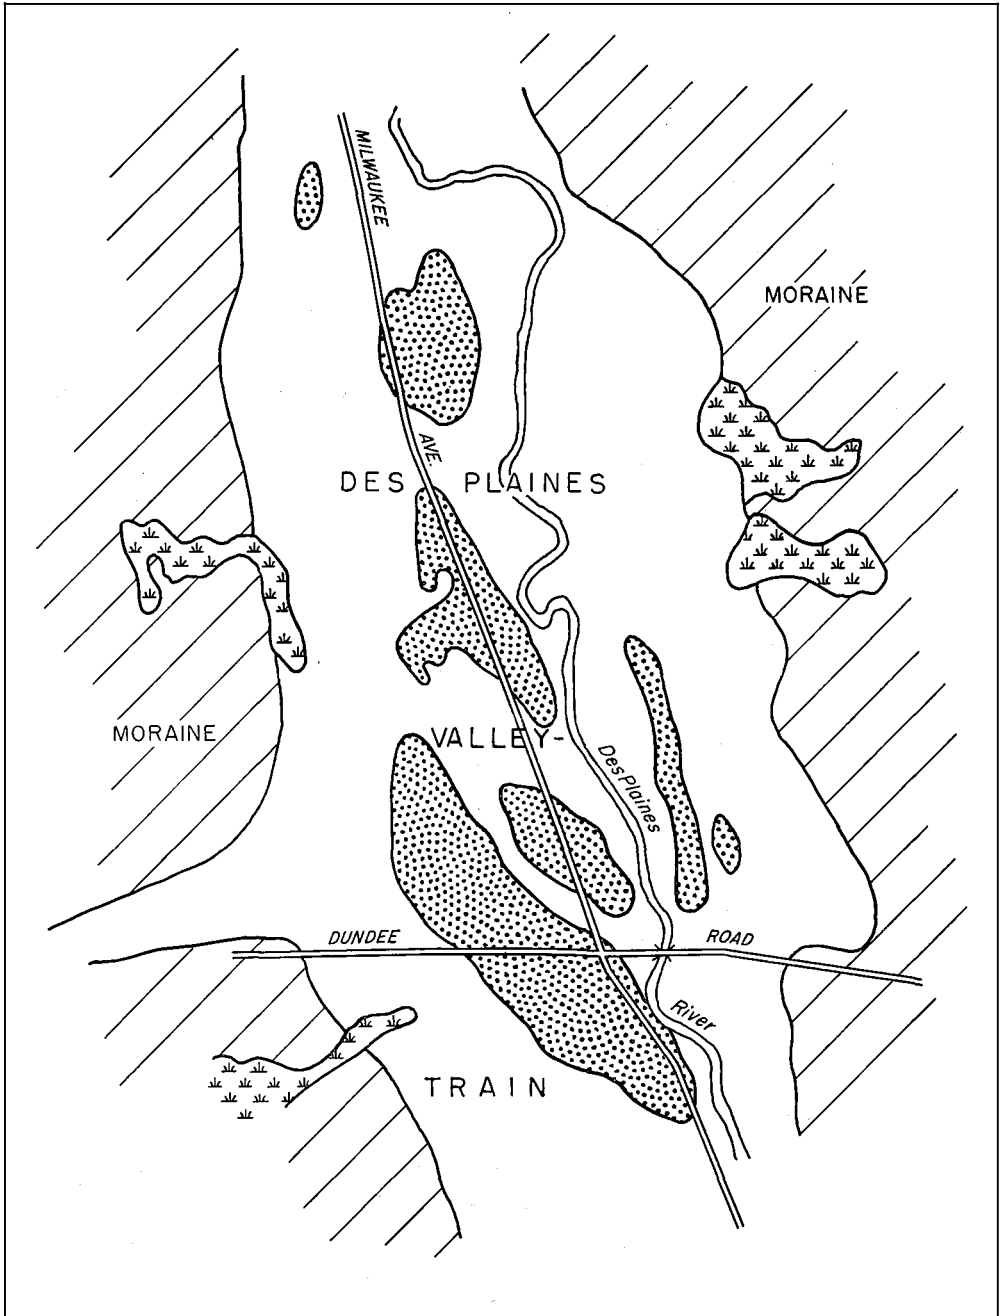 MILWAUKEE
MORAINE
AVE.
DES PLAINES
MORAINE
VALLEY-
Des Plaines
DUNDEE
ROAD
River
TRAIN